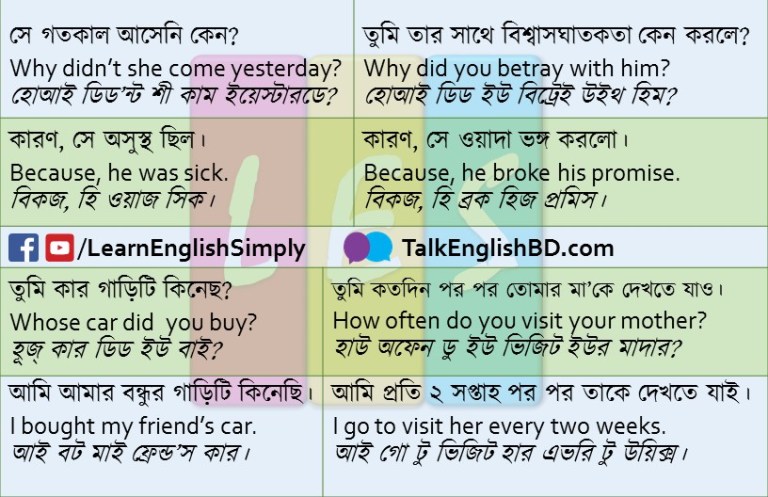 সে গতকাল আসেনি কেন?
Why didn't she come yesterday?
হোআই ডিড'ন্ট শী কাম ইয়েস্টারডে?
তুমি তার সাথে বিশ্বাসঘাতকতা কেন করলে?
Why did you betray with him?
হোআই ডিড ইউ বিট্রেই উইথ হিম?
কারণ, সে অসুস্থ ছিল।
Because, he was sick.
বিকজ, হি ওয়াজ সিক।
কারণ, সে ওয়াদা ভঙ্গ করলো।
Because, he broke his promise.
বিকজ, হি ব্রক হিজ প্রমিস।
/LearnEnglishSimply
TalkEnglishBD.com
LES
তুমি কার গাড়িটি কিনেছ?
Whose car did you buy?
হূজ্ কার ডিড ইউ বাই?
তুমি কতদিন পর পর তোমার মা'কে দেখতে যাও।
How often do you visit your mother?
হাউ অফেন ডু ইউ ভিজিট ইউর মাদার?
আমি আমার বন্ধুর গাড়িটি কিনেছি।
I bought my friend's car.
আই বট মাই ফ্রেন্ড'স কার।
আমি প্রতি ২ সপ্তাহ পর পর তাকে দেখতে যাই।
I go to visit her every two weeks.
আই গো টু ভিজিট হার এভরি টু উয়িক্স।